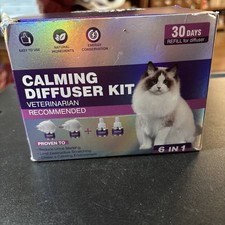 EASY TO USE
NATURAL
INGREDIENTS
ENERGY
CONSERVATION
30 DAYS
REFILL for diffuser
CALMING
DIFFUSER KIT
VETERINARIAN
RECOMMENDED
PROVEN TO
6 IN 1